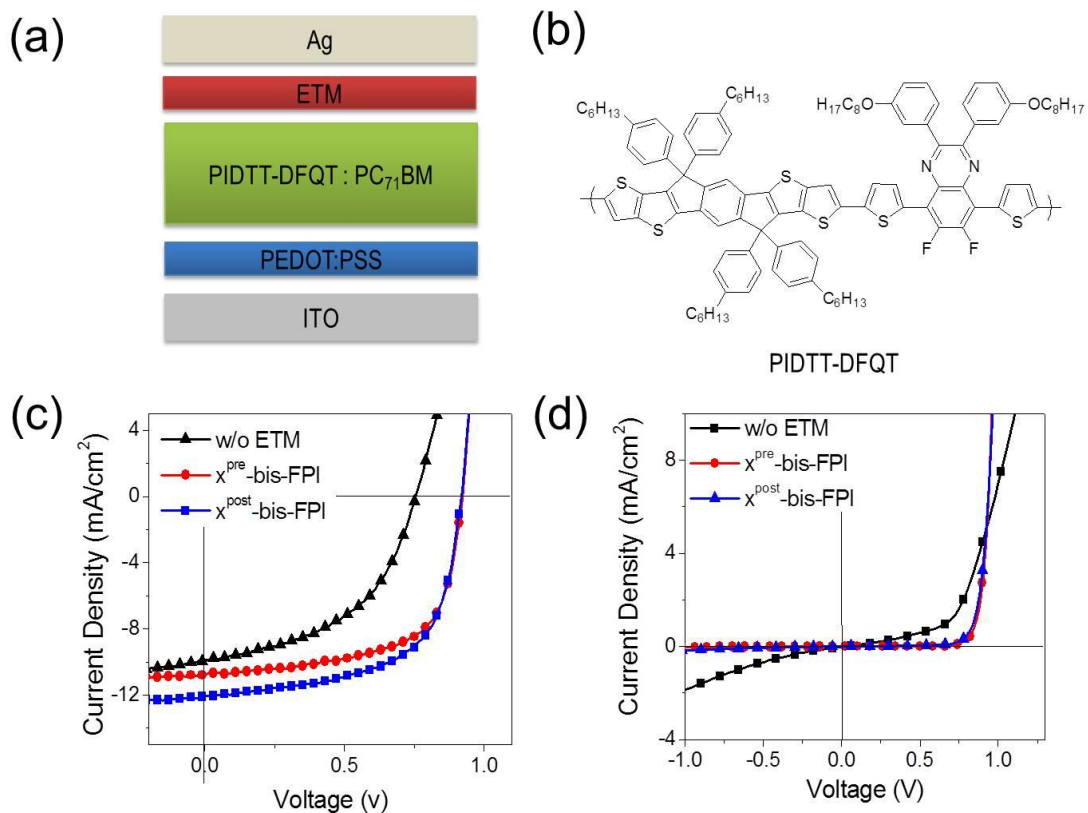 (a)
Ag
ETM
PIDTT-DFQT : PC₇₁BM
PEDOT:PSS
ITO
(b)
C₆H₁₃
C₆H₁₃
H₁₇C₈O
OC₈H₁₇
S
S
S
S
S
N
N
S
F
F
C₆H₁₃
C₆H₁₃
PIDTT-DFQT
(c)
w/o ETM
xᵖʳᵉ-bis-FPI
xᵖᵒˢᵗ-bis-FPI
4
0
-4
-8
-12
0.0
0.5
1.0
Current Density (mA/cm²)
Voltage (v)
(d)
w/o ETM
xᵖʳᵉ-bis-FPI
xᵖᵒˢᵗ-bis-FPI
8
4
0
-4
-1.0
-0.5
0.0
0.5
1.0
Current Density (mA/cm²)
Voltage (V)